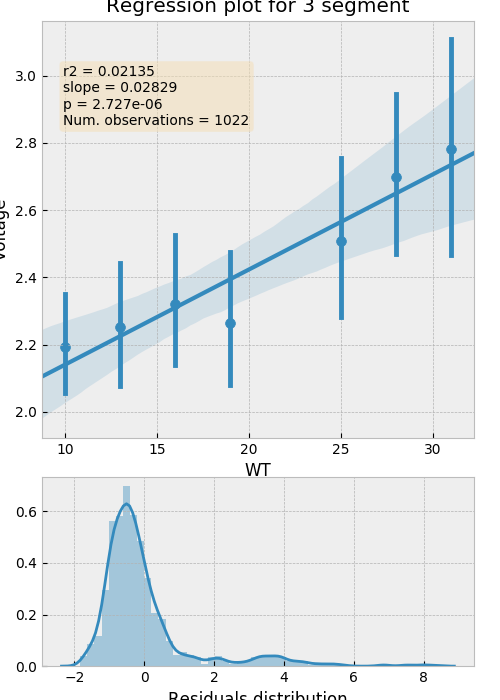 Regression plot for 3 segment
r2 = 0.02135
slope = 0.02829
p = 2.727e-06
Num. observations = 1022
Voltage
3.0
2.8
2.6
2.4
2.2
2.0
10 15 20 25 30
WT
0.6
0.4
0.2
0.0
−2 0 2 4 6 8
Residuals distribution